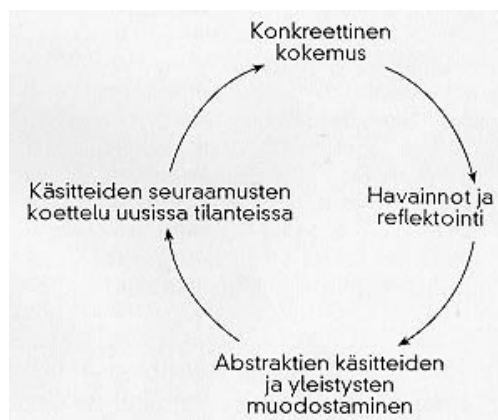 Konkreettinen
kokemus
Havainnot ja
reflektointi
Abstraktien käsitteiden
ja yleistysten
muodostaminen
Käsitteiden seuraamusten
koettelu uusissa tilanteissa